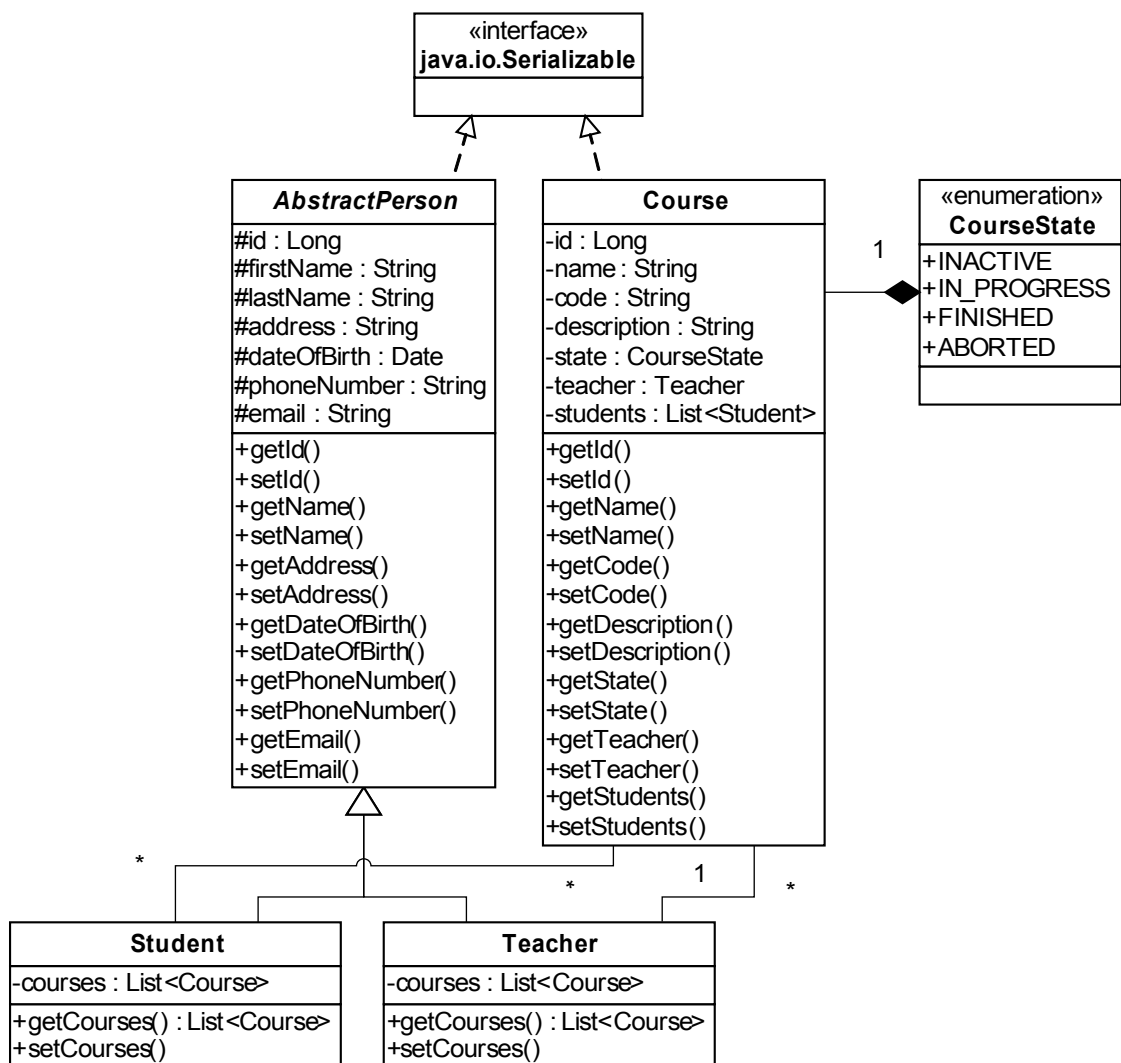 «interface»
java.io.Serializable
AbstractPerson
#id : Long
#firstName : String
#lastName : String
#address : String
#dateOfBirth : Date
#phoneNumber : String
#email : String
+getId()
+setId()
+getName()
+setName()
+getAddress()
+setAddress()
+getDateOfBirth()
+setDateOfBirth()
+getPhoneNumber()
+setPhoneNumber()
+getEmail()
+setEmail()
Course
-id : Long
-name : String
-code : String
-description : String
-state : CourseState
-teacher : Teacher
-students : List<Student>
+getId()
+setId()
+getName()
+setName()
+getCode()
+setCode()
+getDescription()
+setDescription()
+getState()
+setState()
+getTeacher()
+setTeacher()
+getStudents()
+setStudents()
1
«enumeration»
CourseState
+INACTIVE
+IN_PROGRESS
+FINISHED
+ABORTED
*
*
1
*
Student
-courses : List<Course>
+getCourses() : List<Course>
+setCourses()
Teacher
-courses : List<Course>
+getCourses() : List<Course>
+setCourses()